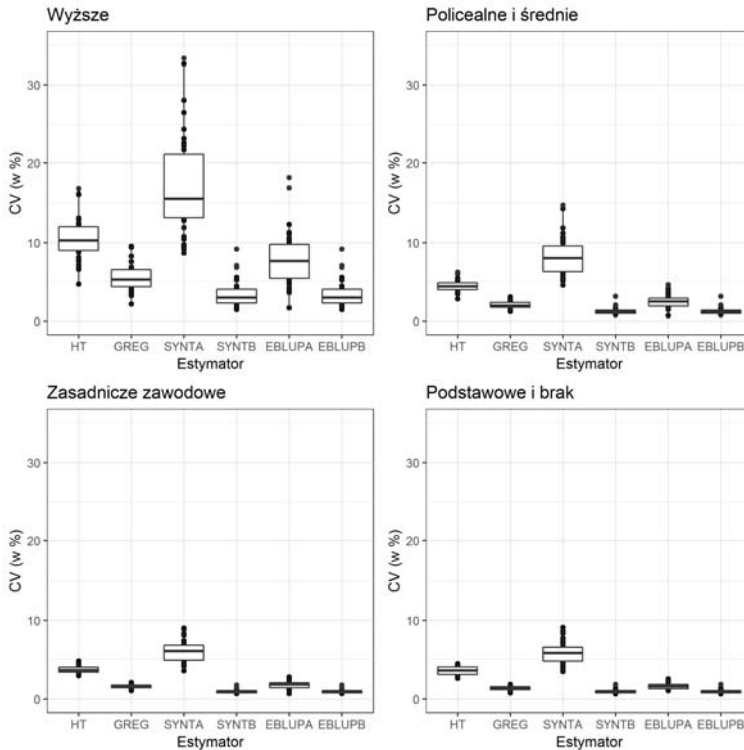 Wyższe
CV (w %)
30
20
10
0
HT GREG SYNTA SYNTB EBLUPA EBLUPB
Estymator
Policealne i średnie
CV (w %)
30
20
10
0
HT GREG SYNTA SYNTB EBLUPA EBLUPB
Estymator
Zasadnicze zawodowe
CV (w %)
30
20
10
0
HT GREG SYNTA SYNTB EBLUPA EBLUPB
Estymator
Podstawowe i brak
CV (w %)
30
20
10
0
HT GREG SYNTA SYNTB EBLUPA EBLUPB
Estymator